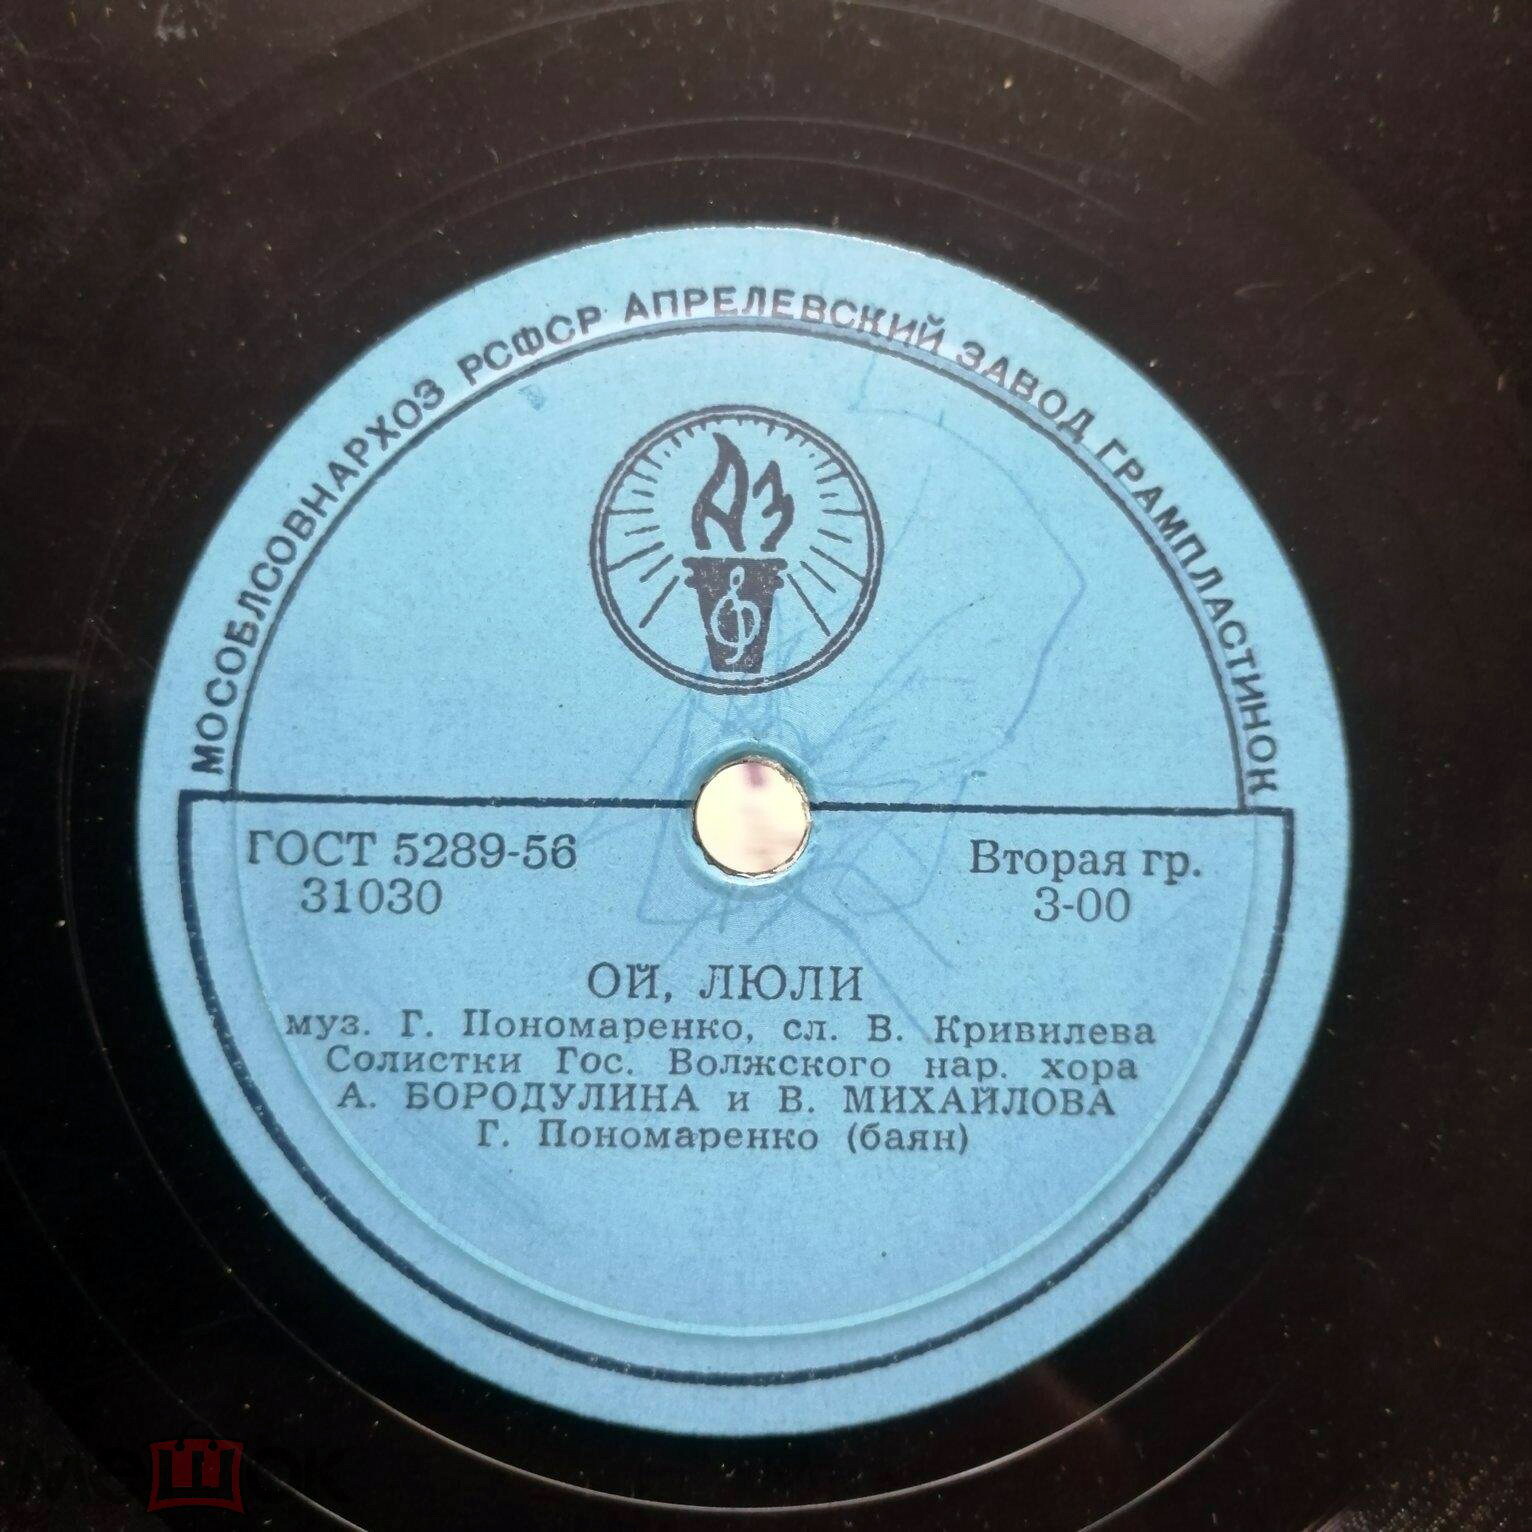 МОСОБЛСОВНАРХОЗ РСФСР АПРЕЛЕВСКИЙ ЗАВОД ГРАМПЛАСТИНОК
АЗ
ГОСТ 5289-56
31030
Вторая гр.
3-00
ОЙ, ЛЮЛИ
муз. Г. Пономаренко, сл. В. Кривилева
Солистки Гос. Волжского нар. хора
А. БОРОДУЛИНА и В. МИХАЙЛОВА
Г. Пономаренко (баян)
мешок